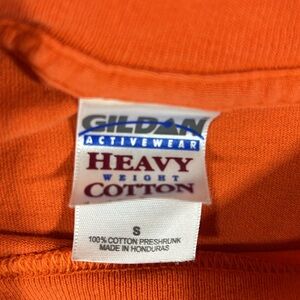 GILDAN
ACTIVEWEAR
HEAVY
WEIGHT
COTTON
S
100% COTTON PRESHRUNK
MADE IN HONDURAS